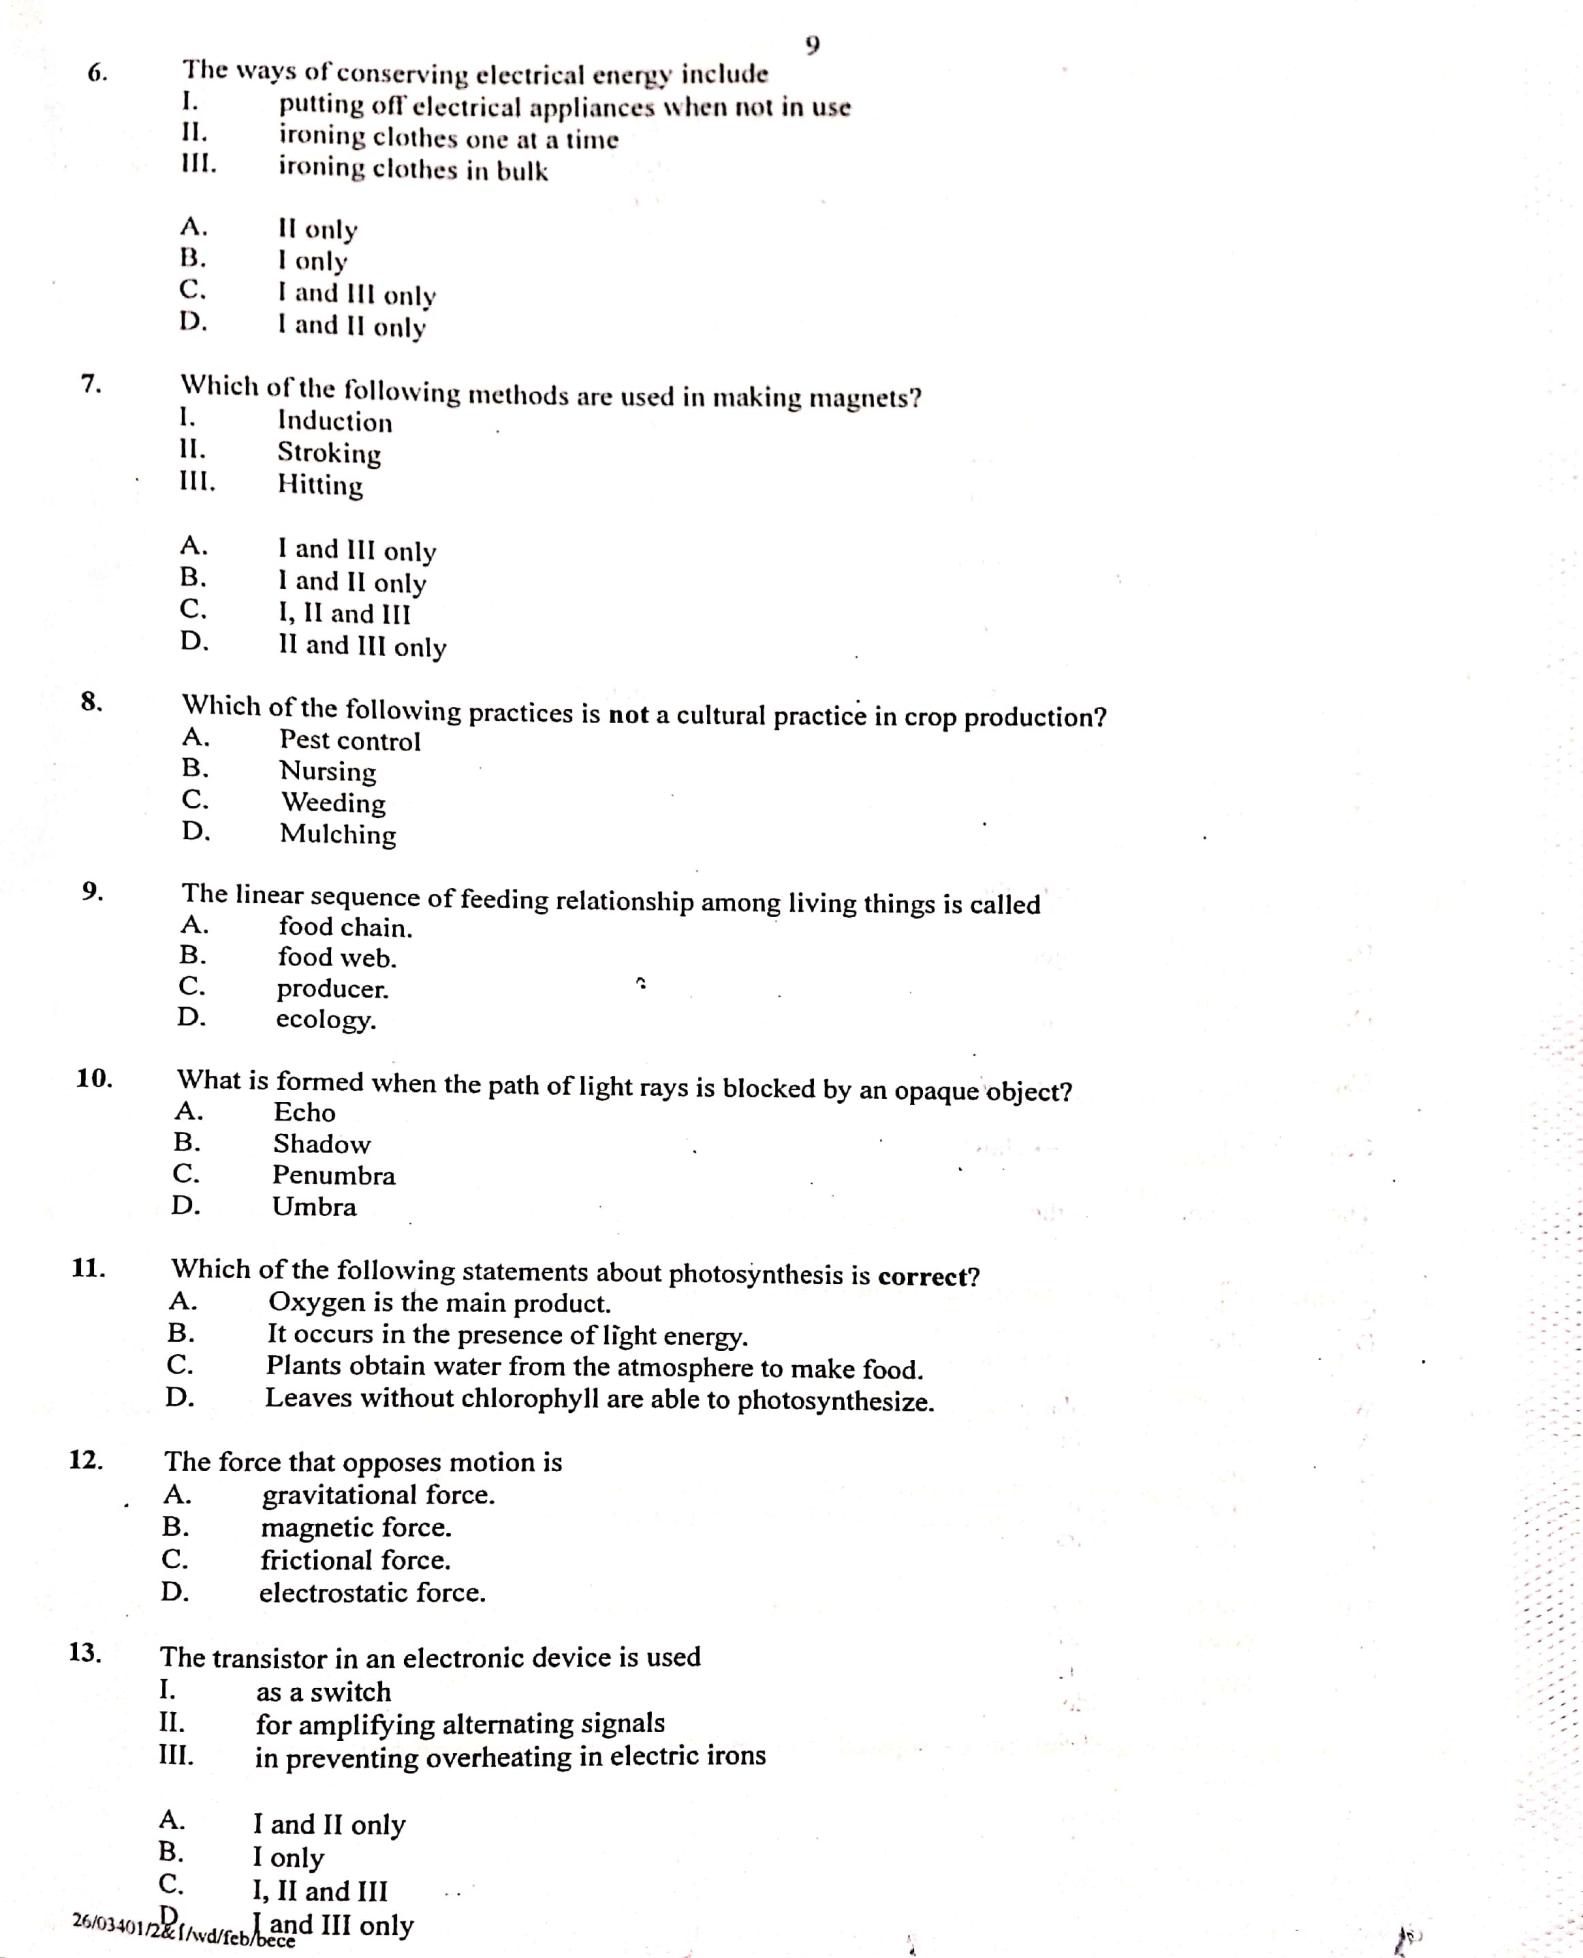 9
6. The ways of conserving electrical energy include
I. putting off electrical appliances when not in use
II. ironing clothes one at a time
III. ironing clothes in bulk
A. II only
B. I only
C. I and III only
D. I and II only
7. Which of the following methods are used in making magnets?
I. Induction
II. Stroking
III. Hitting
A. I and III only
B. I and II only
C. I, II and III
D. II and III only
8. Which of the following practices is not a cultural practice in crop production?
A. Pest control
B. Nursing
C. Weeding
D. Mulching
9. The linear sequence of feeding relationship among living things is called
A. food chain.
B. food web.
C. producer.
D. ecology.
10. What is formed when the path of light rays is blocked by an opaque object?
A. Echo
B. Shadow
C. Penumbra
D. Umbra
11. Which of the following statements about photosynthesis is correct?
A. Oxygen is the main product.
B. It occurs in the presence of light energy.
C. Plants obtain water from the atmosphere to make food.
D. Leaves without chlorophyll are able to photosynthesize.
12. The force that opposes motion is
A. gravitational force.
B. magnetic force.
C. frictional force.
D. electrostatic force.
13. The transistor in an electronic device is used
I. as a switch
II. for amplifying alternating signals
III. in preventing overheating in electric irons
A. I and II only
B. I only
C. I, II and III
D. I and III only
26/03401/2&1/wd/feb/bece